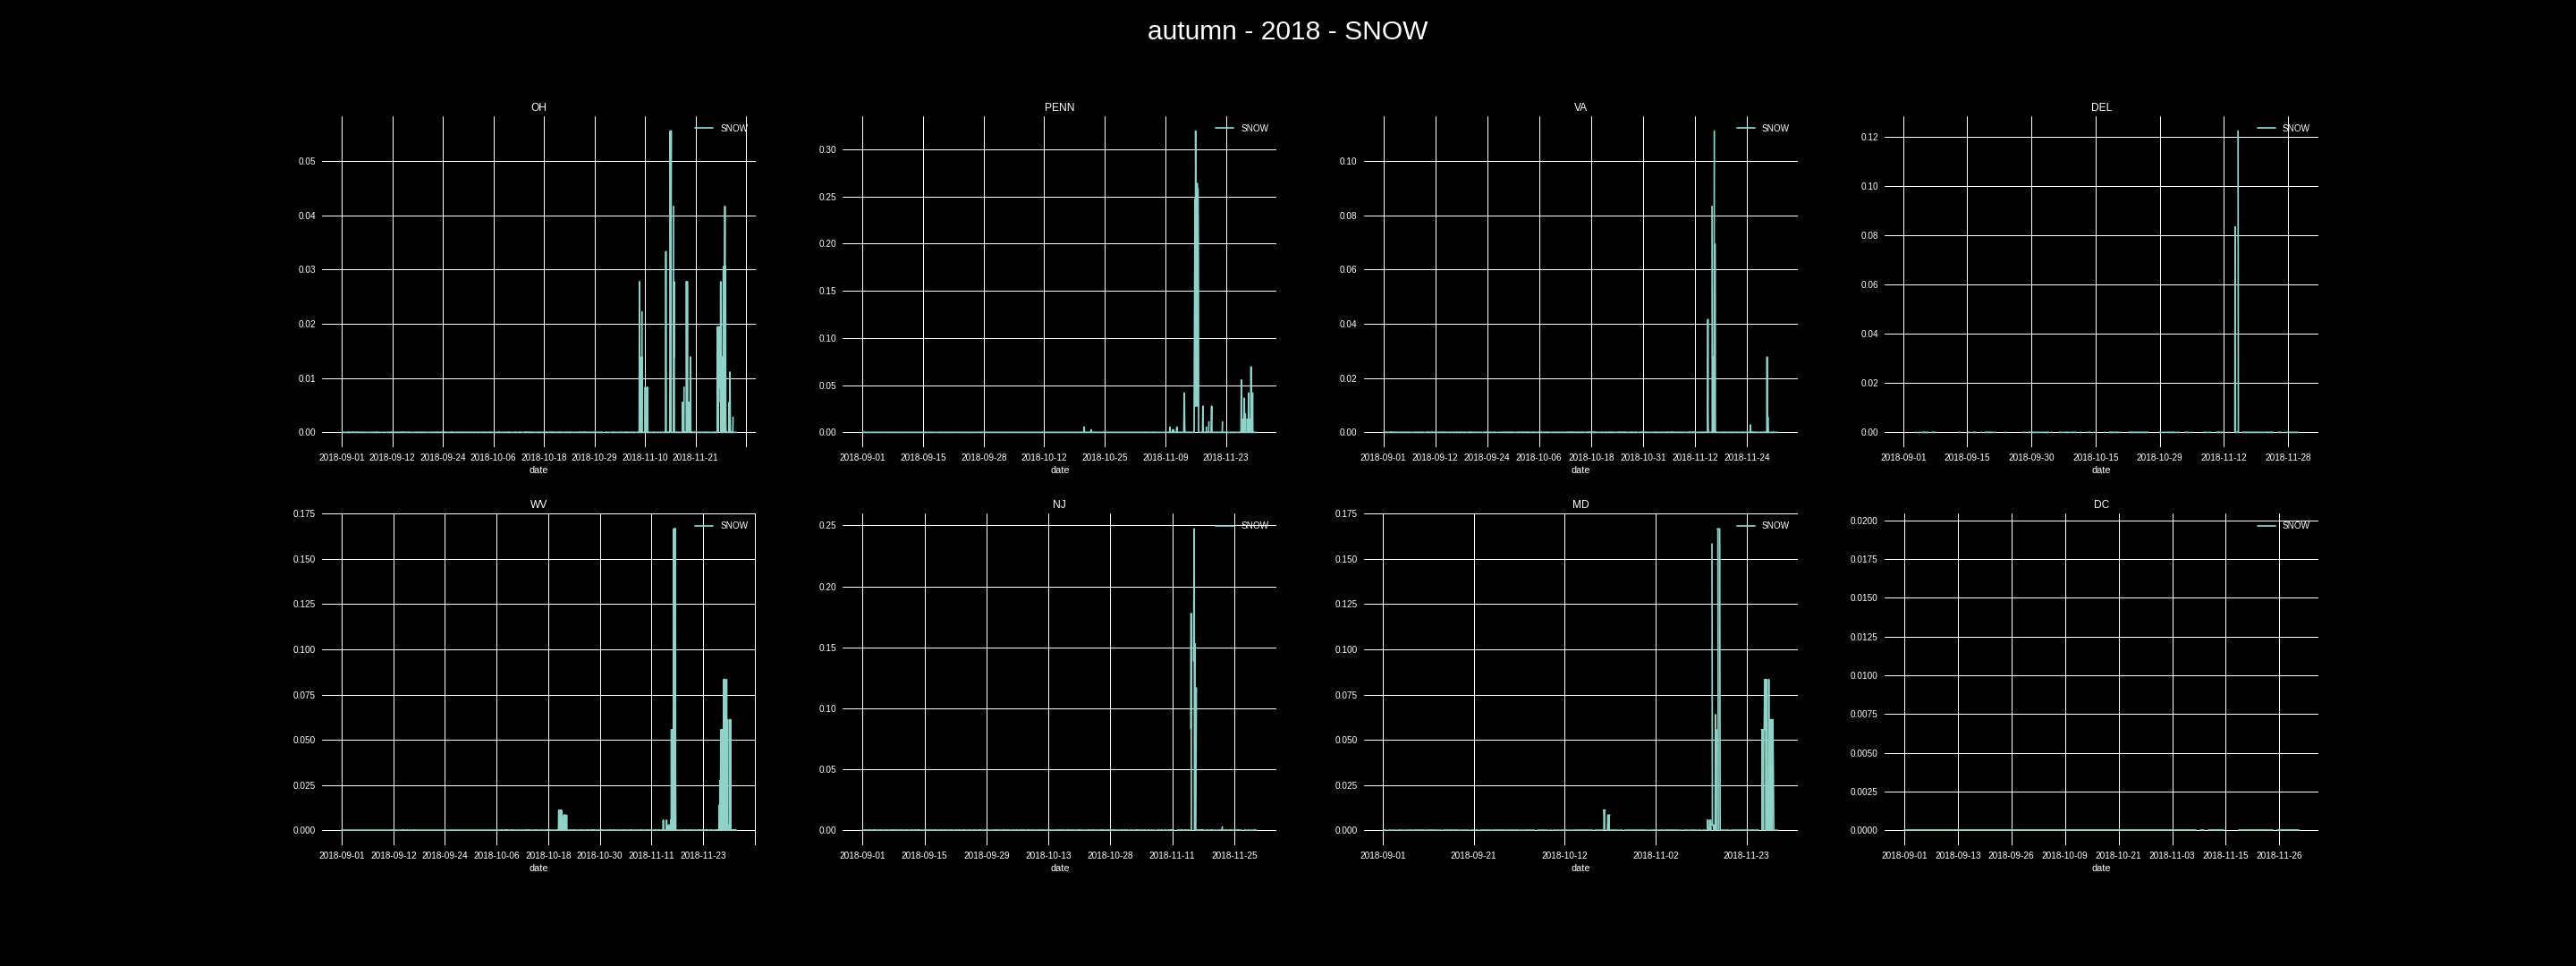 autumn - 2018 - SNOW
OH
SNOW
0.05
0.04
0.03
0.02
0.01
0.00
2018-09-01 2018-09-12 2018-09-24 2018-10-06 2018-10-18 2018-10-29 2018-11-10 2018-11-21
date
PENN
SNOW
0.30
0.25
0.20
0.15
0.10
0.05
0.00
2018-09-01 2018-09-15 2018-09-28 2018-10-12 2018-10-25 2018-11-09 2018-11-23
date
VA
SNOW
0.10
0.08
0.06
0.04
0.02
0.00
2018-09-01 2018-09-12 2018-09-24 2018-10-06 2018-10-18 2018-10-31 2018-11-12 2018-11-24
date
DEL
SNOW
0.12
0.10
0.08
0.06
0.04
0.02
0.00
2018-09-01 2018-09-15 2018-09-30 2018-10-15 2018-10-29 2018-11-12 2018-11-28
date
WV
SNOW
0.175
0.150
0.125
0.100
0.075
0.050
0.025
0.000
2018-09-01 2018-09-12 2018-09-24 2018-10-06 2018-10-18 2018-10-30 2018-11-11 2018-11-23
date
NJ
SNOW
0.25
0.20
0.15
0.10
0.05
0.00
2018-09-01 2018-09-15 2018-09-29 2018-10-13 2018-10-28 2018-11-11 2018-11-25
date
MD
SNOW
0.175
0.150
0.125
0.100
0.075
0.050
0.025
0.000
2018-09-01 2018-09-21 2018-10-12 2018-11-02 2018-11-23
date
DC
SNOW
0.0200
0.0175
0.0150
0.0125
0.0100
0.0075
0.0050
0.0025
0.0000
2018-09-01 2018-09-13 2018-09-26 2018-10-09 2018-10-21 2018-11-03 2018-11-15 2018-11-26
date